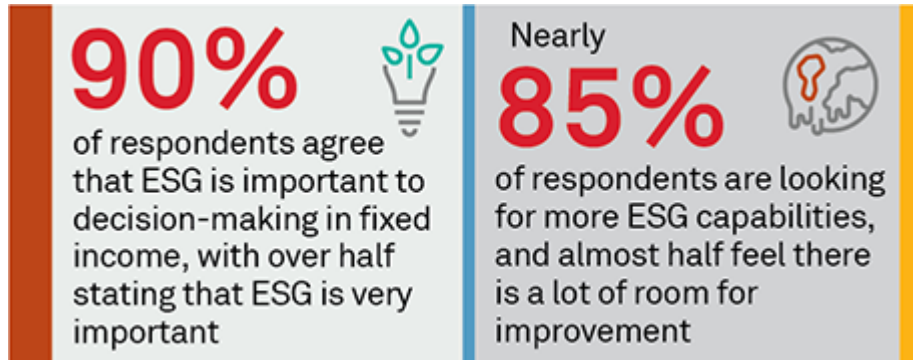 90%
of respondents agree
that ESG is important to
decision-making in fixed
income, with over half
stating that ESG is very
important
Nearly
85%
of respondents are looking
for more ESG capabilities,
and almost half feel there
is a lot of room for
improvement